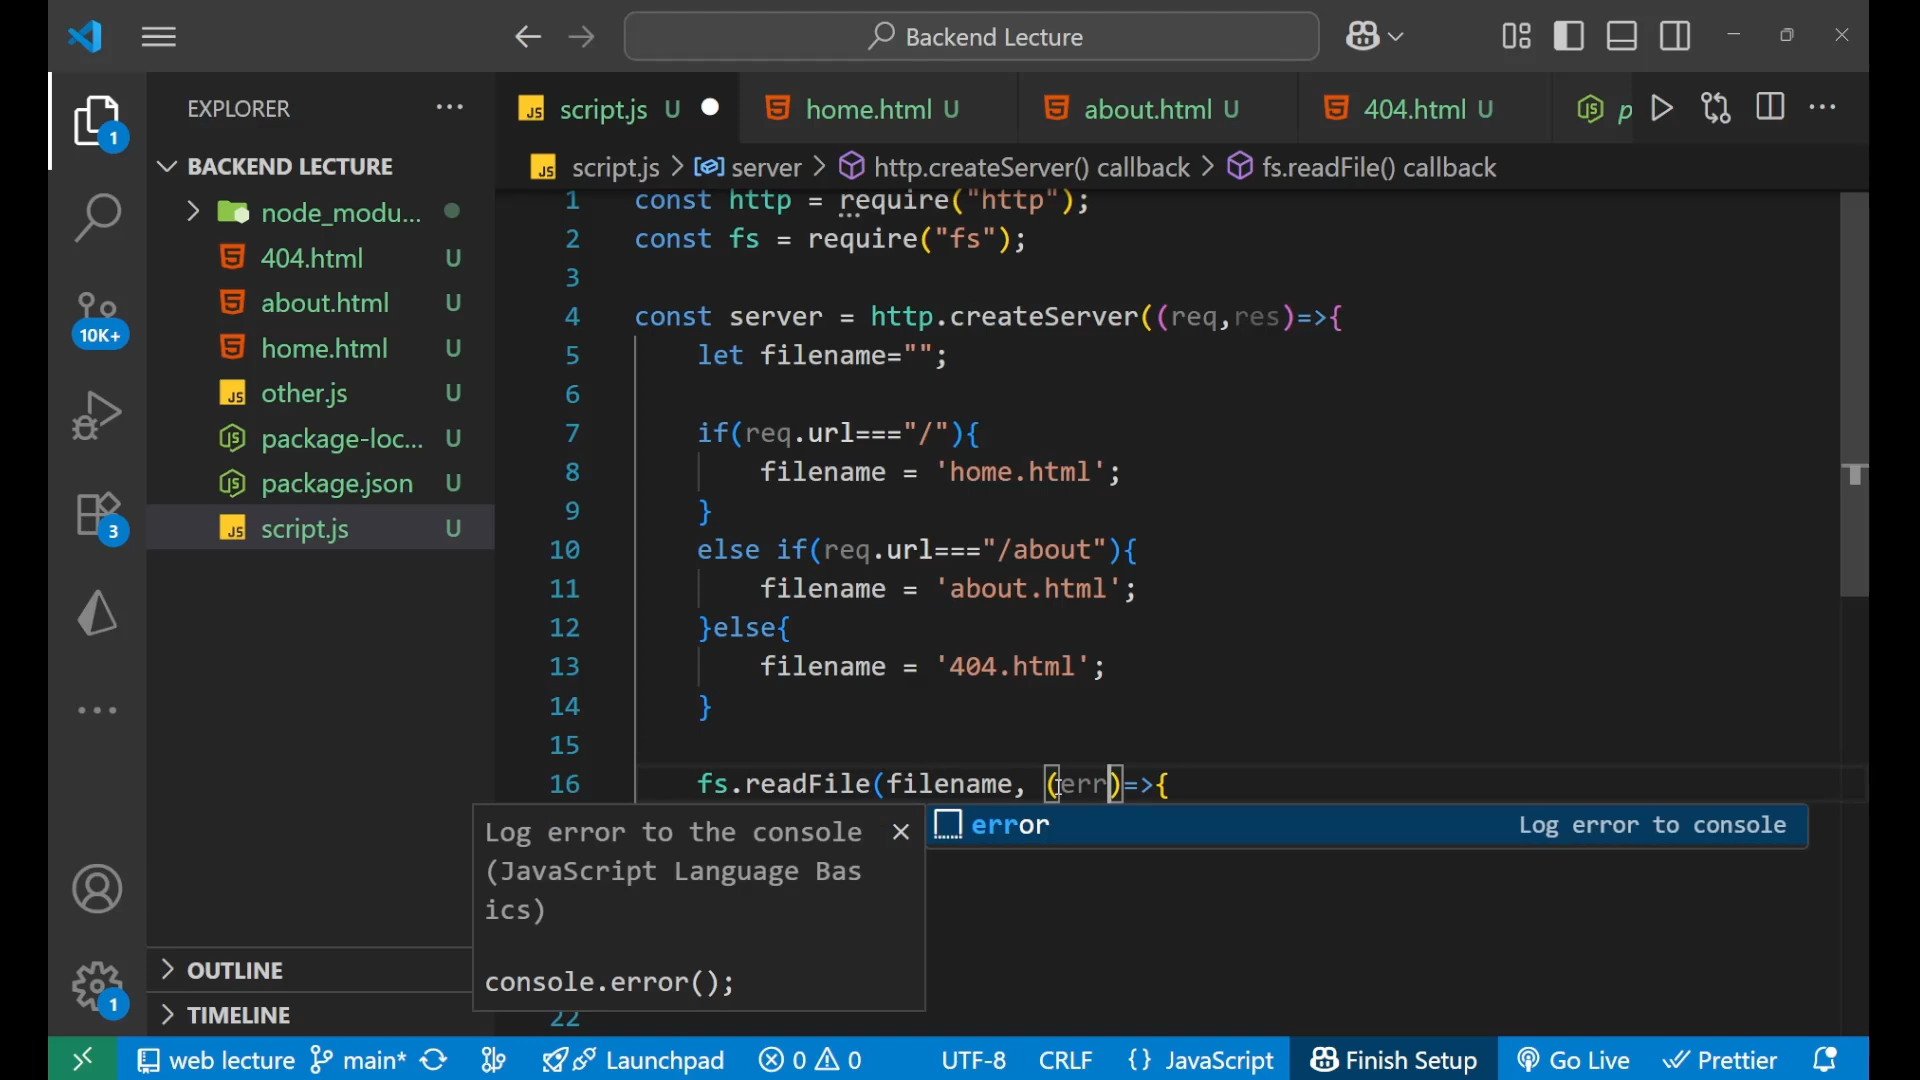 Backend Lecture
EXPLORER
script.js U
home.html U
about.html U
404.html U
p
BACKEND LECTURE
script.js > server > http.createServer() callback > fs.readFile() callback
node_modu...
404.html U
about.html U
home.html U
other.js U
package-loc... U
package.json U
script.js U
1 const http = require("http");
2 const fs = require("fs");
3
4 const server = http.createServer((req,res)=>{
5 let filename="";
6
7 if(req.url==="/"){
8 filename = 'home.html';
9 }
10 else if(req.url==="/about"){
11 filename = 'about.html';
12 }else{
13 filename = '404.html';
14 }
15
16 fs.readFile(filename, (err)=>{
error Log error to console
Log error to the console
(JavaScript Language Bas
ics)
console.error();
22
1
10K+
3
1
OUTLINE
TIMELINE
web lecture main* Launchpad 0 0 UTF-8 CRLF {} JavaScript Finish Setup Go Live Prettier